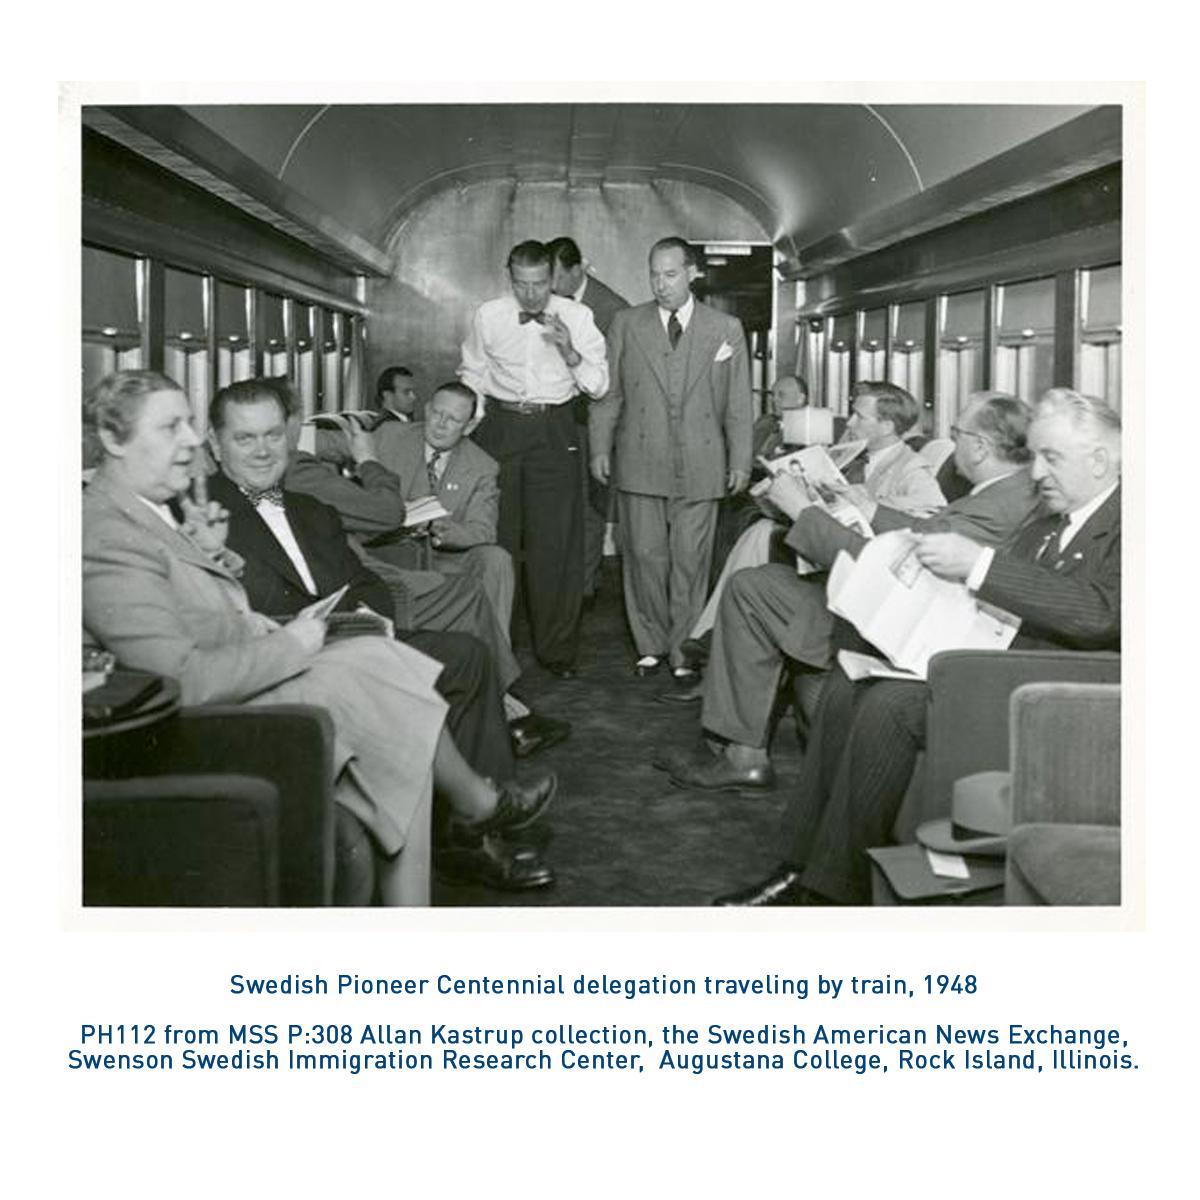 Swedish Pioneer Centennial delegation traveling by train, 1948
PH112 from MSS P:308 Allan Kastrup collection, the Swedish American News Exchange,
Swenson Swedish Immigration Research Center, Augustana College, Rock Island, Illinois.